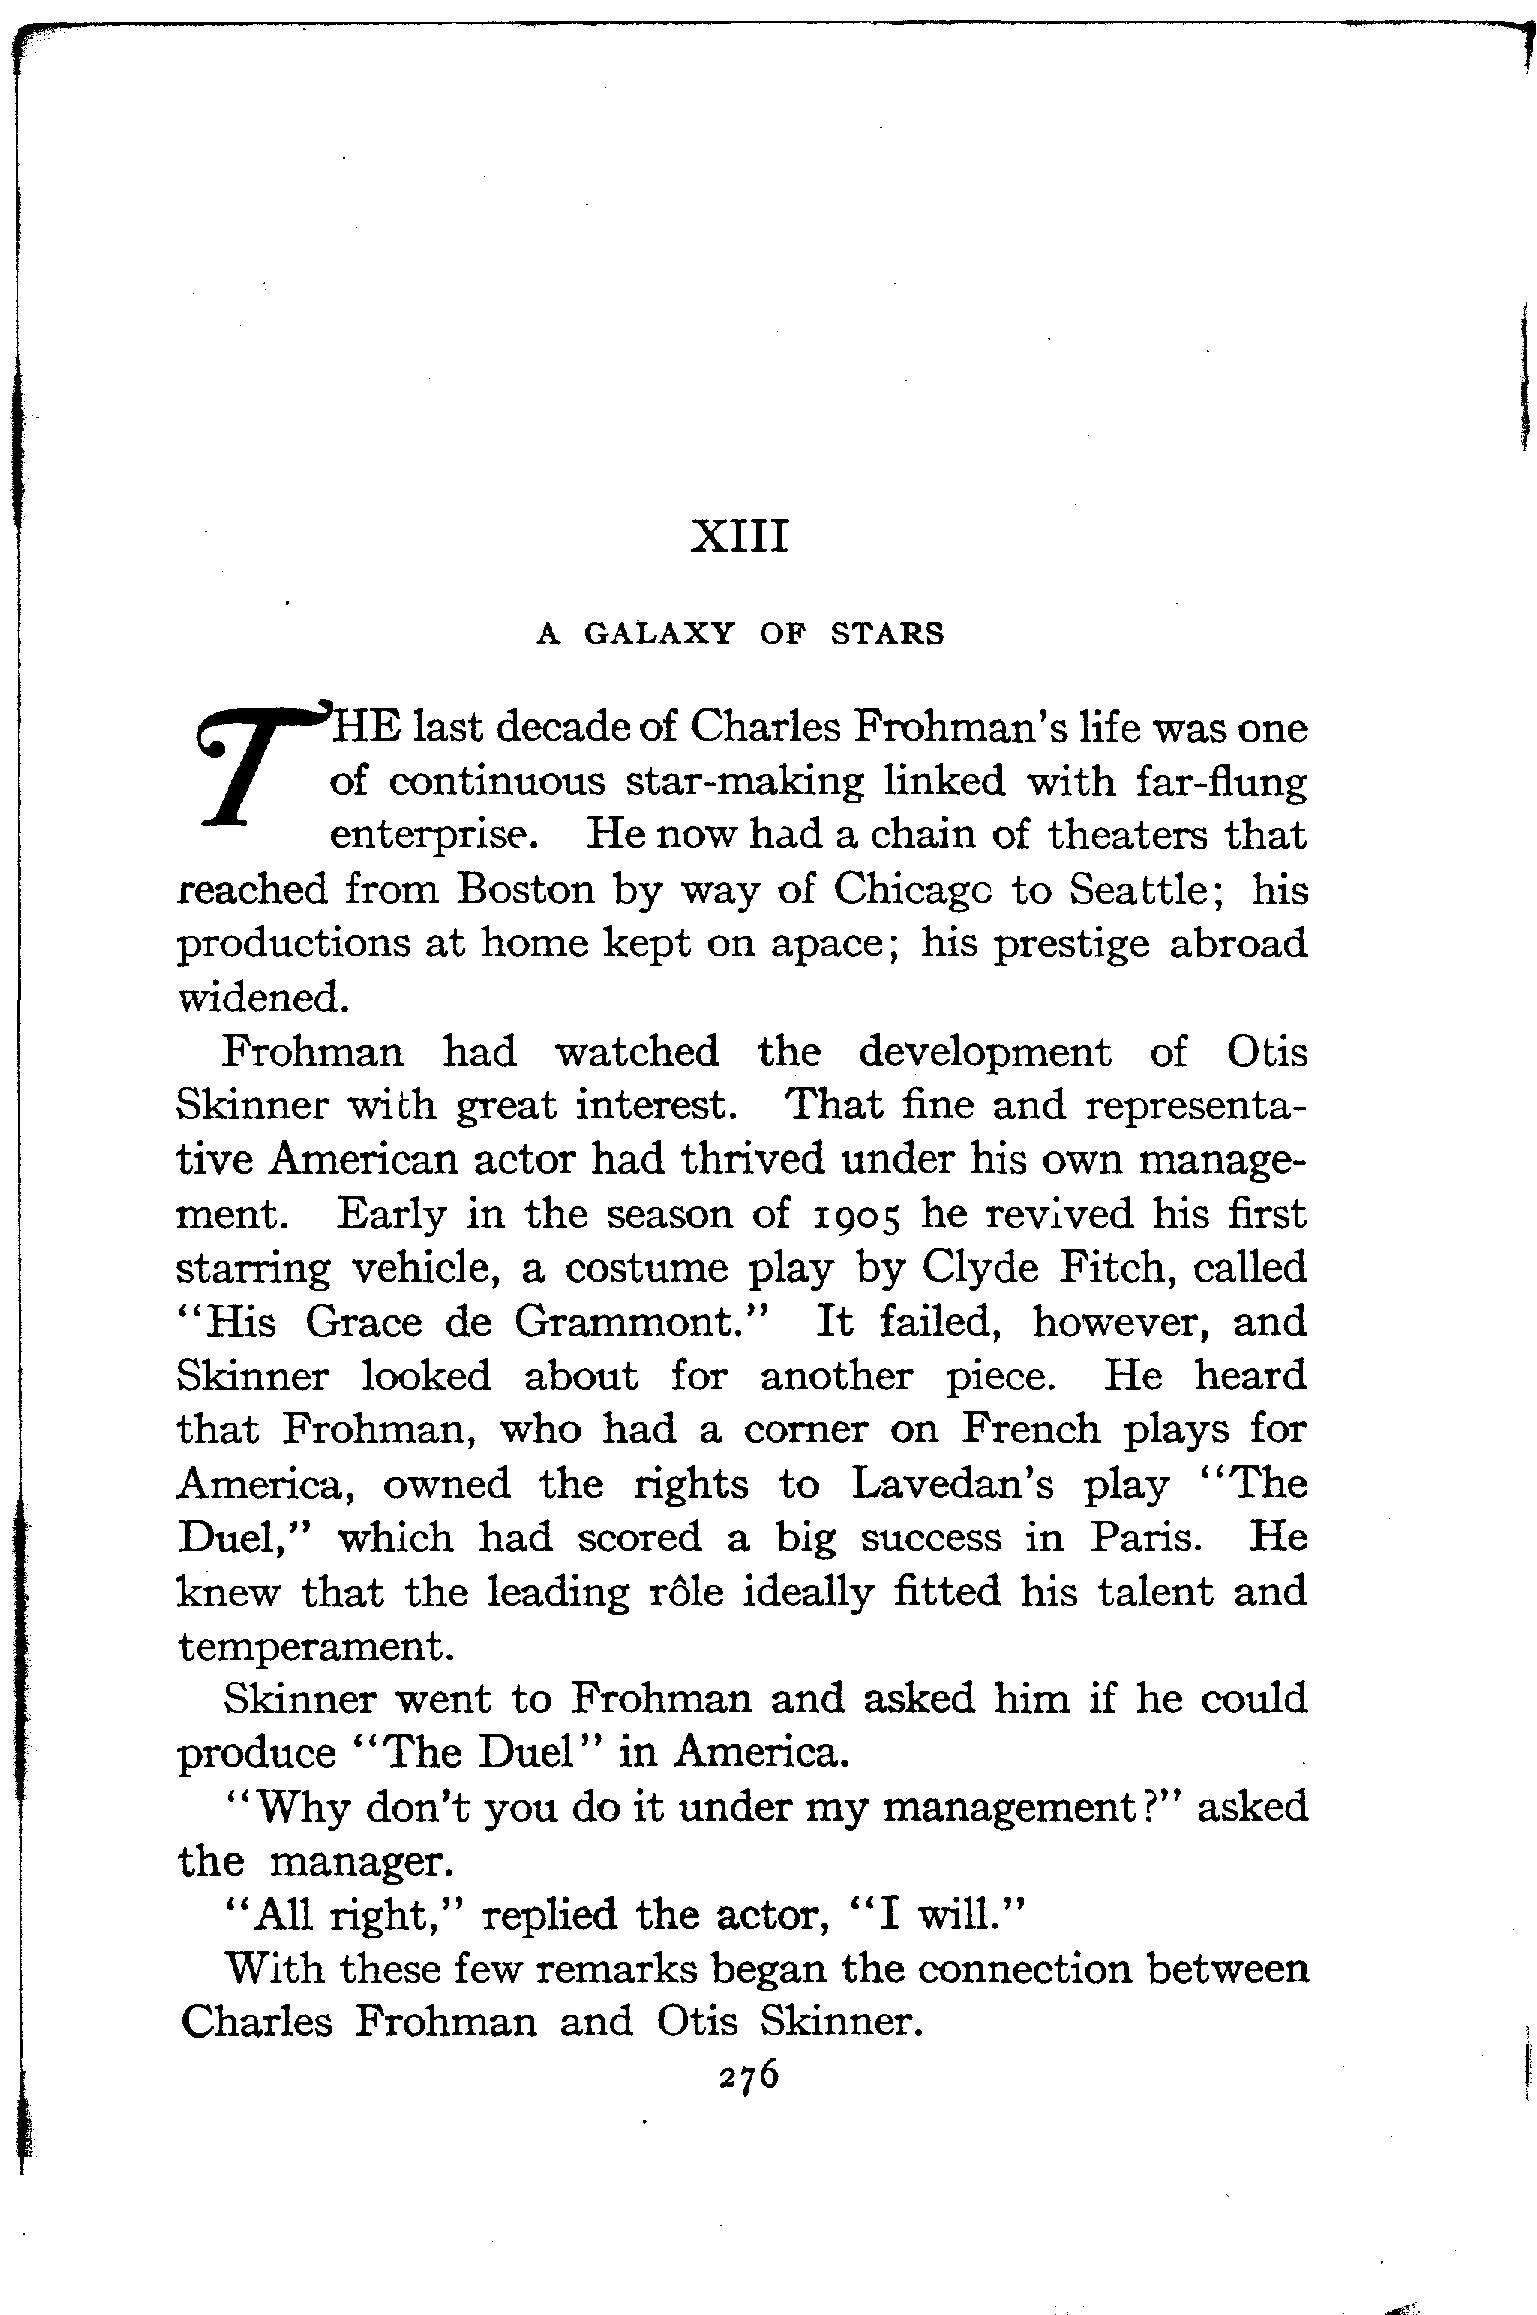 XIII
A GALAXY OF STARS
THE last decade of Charles Frohman's life was one
of continuous star-making linked with far-flung
enterprise. He now had a chain of theaters that
reached from Boston by way of Chicago to Seattle; his
productions at home kept on apace; his prestige abroad
widened.
Frohman had watched the development of Otis
Skinner with great interest. That fine and representa-
tive American actor had thrived under his own manage-
ment. Early in the season of 1905 he revived his first
starring vehicle, a costume play by Clyde Fitch, called
"His Grace de Grammont." It failed, however, and
Skinner looked about for another piece. He heard
that Frohman, who had a corner on French plays for
America, owned the rights to Lavedan's play "The
Duel," which had scored a big success in Paris. He
knew that the leading rôle ideally fitted his talent and
temperament.
Skinner went to Frohman and asked him if he could
produce "The Duel" in America.
"Why don't you do it under my management?" asked
the manager.
"All right," replied the actor, "I will."
With these few remarks began the connection between
Charles Frohman and Otis Skinner.
276